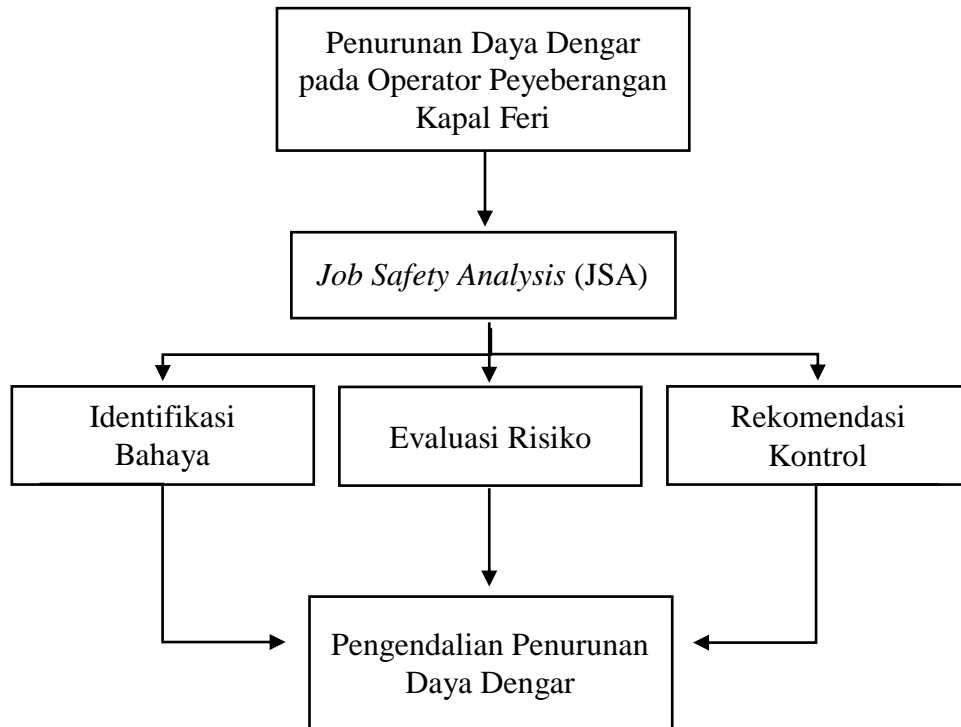 Penurunan Daya Dengar
pada Operator Peyeberangan
Kapal Feri
Job Safety Analysis (JSA)
Identifikasi
Bahaya
Evaluasi Risiko
Rekomendasi
Kontrol
Pengendalian Penurunan
Daya Dengar